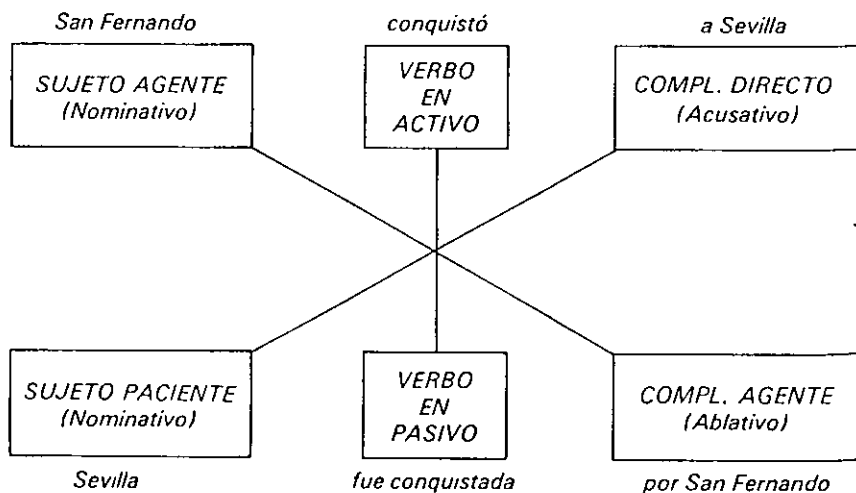 San Fernando
conquistó
a Sevilla
SUJETO AGENTE
(Nominativo)
VERBO
EN
ACTIVO
COMPL. DIRECTO
(Acusativo)
SUJETO PACIENTE
(Nominativo)
VERBO
EN
PASIVO
COMPL. AGENTE
(Ablativo)
Sevilla
fue conquistada
por San Fernando